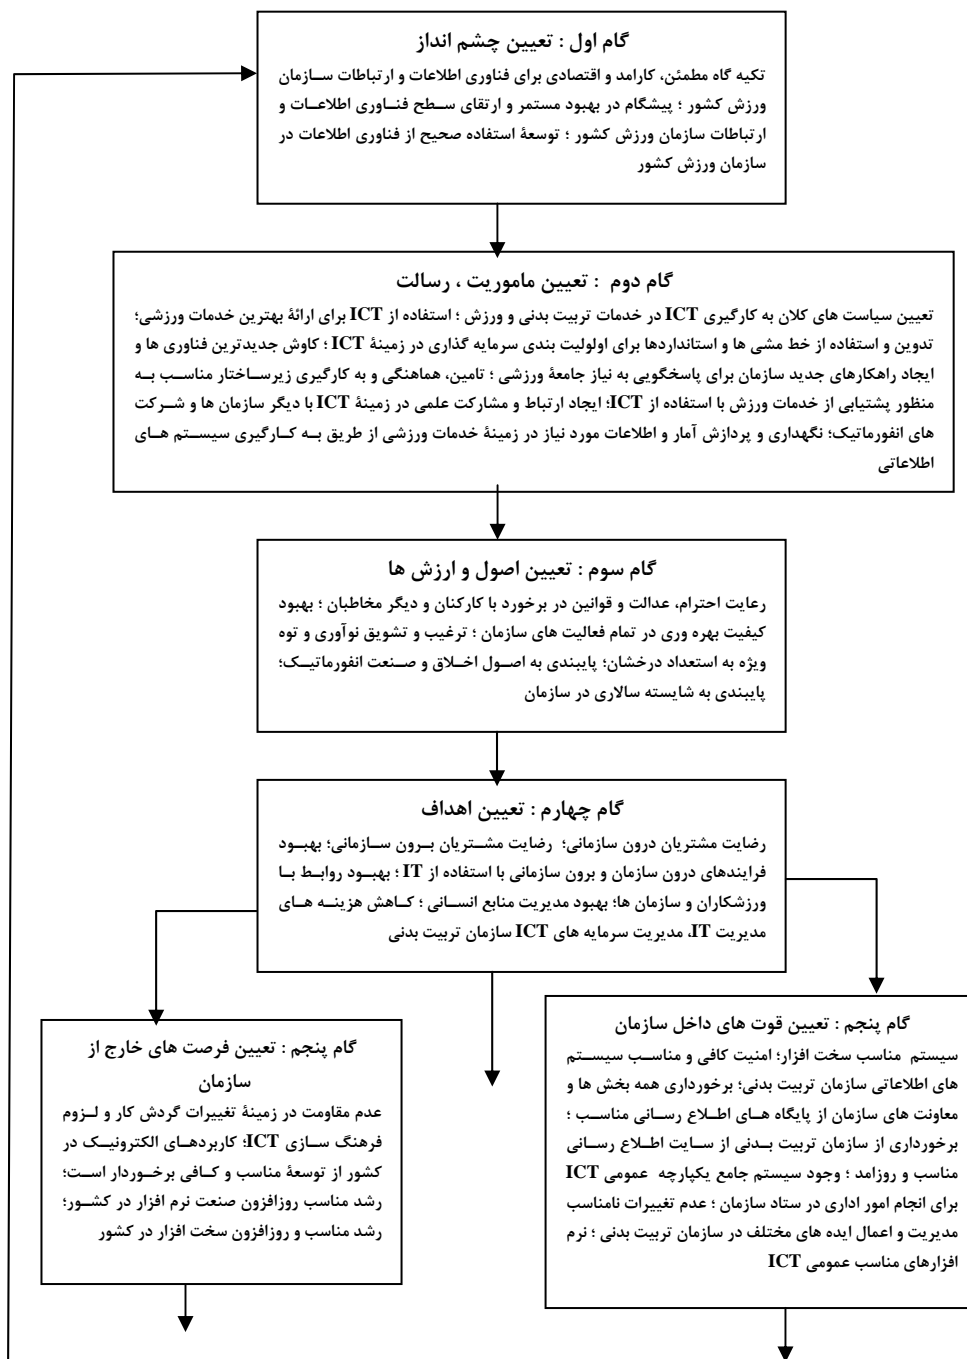 گام اول : تعیین چشم انداز
تکیه گاه مطمئن، کارامد و اقتصادی برای فناوری اطلاعات و ارتباطات سازمان
ورزش کشور ؛ پیشگام در بهبود مستمر و ارتقای سطح فناوری اطلاعات و
ارتباطات سازمان ورزش کشور ؛ توسعۀ استفاده صحیح از فناوری اطلاعات در
سازمان ورزش کشور
گام دوم : تعیین ماموریت ، رسالت
تعیین سیاست های کلان به کارگیری ICT در خدمات تربیت بدنی و ورزش ؛ استفاده از ICT برای ارائۀ بهترین خدمات ورزشی؛
تدوین و استفاده از خط مشی ها و استانداردها برای اولولیت بندی سرمایه گذاری در زمینۀ ICT ؛ کاوش جدیدترین فناوری ها و
ایجاد راهکارهای جدید سازمان برای پاسخگویی به نیاز جامعۀ ورزشی ؛ تامین، هماهنگی و به کارگیری زیرساختار مناسب به
منظور پشتیبانی از خدمات ورزش با استفاده از ICT؛ ایجاد ارتباط و مشارکت علمی در زمینۀ ICT با دیگر سازمان ها و شرکت
های انفورماتیک؛ نگهداری و پردازش آمار و اطلاعات مورد نیاز در زمینۀ خدمات ورزشی از طریق به کارگیری سیستم های
اطلاعاتی
گام سوم : تعیین اصول و ارزش ها
رعایت احترام، عدالت و قوانین در برخورد با کارکنان و دیگر مخاطبان ؛ بهبود
کیفیت بهره وری در تمام فعالیت های سازمان ؛ ترغیب و تشویق نوآوری و توه
ویژه به استعداد درخشان؛ پایبندی به اصول اخلاق و صنعت انفورماتیک؛
پایبندی به شایسته سالاری در سازمان
گام چهارم : تعیین اهداف
رضایت مشتریان درون سازمانی؛ رضایت مشتریان برون سازمانی؛ بهبود
فرایندهای درون سازمان و برون سازمانی با استفاده از IT ؛ بهبود روابط با
ورزشکاران و سازمان ها؛ بهبود مدیریت منابع انسانی ؛ کاهش هزینه های
مدیریت IT، مدیریت سرمایه های ICT سازمان تربیت بدنی
گام پنجم : تعیین قوت های داخل سازمان
سیستم مناسب سخت افزار؛ امنیت کافی و مناسب سیستم
های اطلاعاتی سازمان تربیت بدنی؛ برخورداری همه بخش ها و
معاونت های سازمان از پایگاه های اطلاع رسانی مناسب ؛
برخورداری از سازمان تربیت بدنی از سایت اطلاع رسانی
مناسب و روزامد ؛ وجود سیستم جامع یکپارچه عمومی ICT
برای انجام امور اداری در ستاد سازمان ؛ عدم تغییرات نامناسب
مدیریت و اعمال ایده های مختلف در سازمان تربیت بدنی ؛ نرم
افزارهای مناسب عمومی ICT
گام پنجم : تعیین فرصت های خارج از
سازمان
عدم مقاومت در زمینۀ تغییرات گردش کار و لزوم
فرهنگ سازی ICT؛ کاربردهای الکترونیک در
کشور از توسعۀ مناسب و کافی برخوردار است؛
رشد مناسب روزافزون صنعت نرم افزار در کشور؛
رشد مناسب و روزافزون سخت افزار در کشور